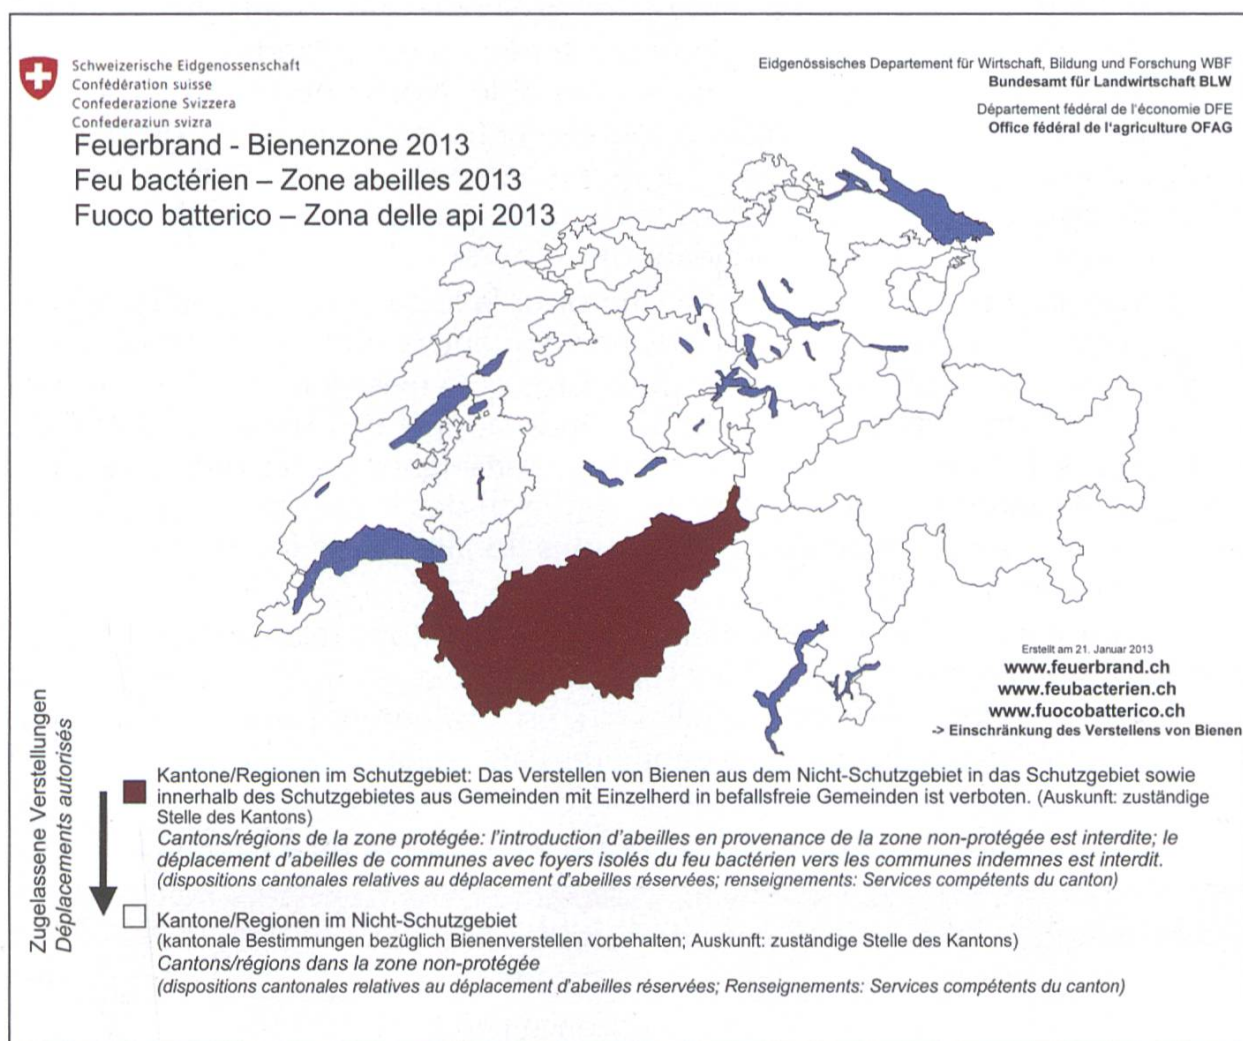 Schweizerische Eidgenossenschaft
Confédération suisse
Confederazione Svizzera
Confederaziun svizra
Eidgenössisches Departement für Wirtschaft, Bildung und Forschung WBF
Bundesamt für Landwirtschaft BLW
Département fédéral de l'économie DFE
Office fédéral de l'agriculture OFAG
Feuerbrand - Bienenzone 2013
Feu bactérien – Zone abeilles 2013
Fuoco batterico – Zona delle api 2013
Erstellt am 21. Januar 2013
www.feuerbrand.ch
www.feubacterien.ch
www.fuocobatterico.ch
-> Einschränkung des Verstellens von Bienen
Zugelassene Verstellungen
Déplacements autorisés
Kantone/Regionen im Schutzgebiet: Das Verstellen von Bienen aus dem Nicht-Schutzgebiet in das Schutzgebiet sowie
innerhalb des Schutzgebietes aus Gemeinden mit Einzelherd in befallsfreie Gemeinden ist verboten. (Auskunft: zuständige
Stelle des Kantons)
Cantons/régions de la zone protégée: l'introduction d'abeilles en provenance de la zone non-protégée est interdite; le
déplacement d'abeilles de communes avec foyers isolés du feu bactérien vers les communes indemnes est interdit.
(dispositions cantonales relatives au déplacement d'abeilles réservées; renseignements: Services compétents du canton)
Kantone/Regionen im Nicht-Schutzgebiet
(kantonale Bestimmungen bezüglich Bienenverstellen vorbehalten; Auskunft: zuständige Stelle des Kantons)
Cantons/régions dans la zone non-protégée
(dispositions cantonales relatives au déplacement d'abeilles réservées; Renseignements: Services compétents du canton)